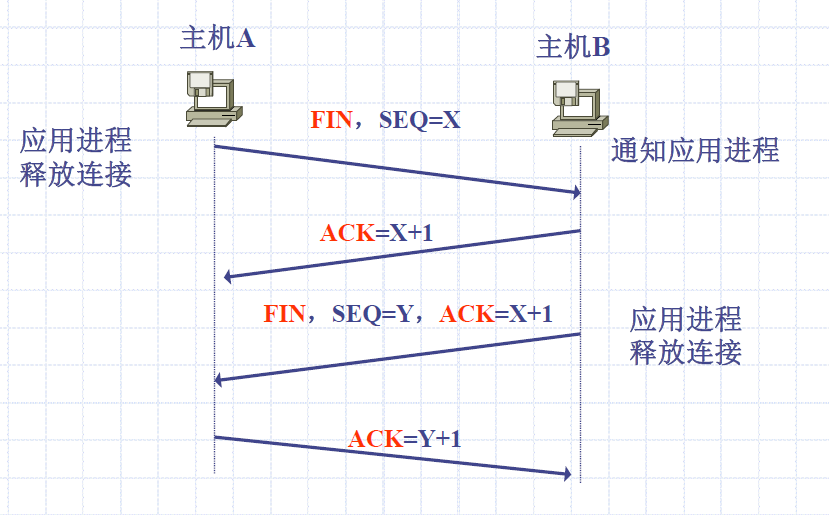 主机A
主机B
FIN，SEQ=X
应用进程
释放连接
通知应用进程
ACK=X+1
FIN，SEQ=Y，ACK=X+1
应用进程
释放连接
ACK=Y+1